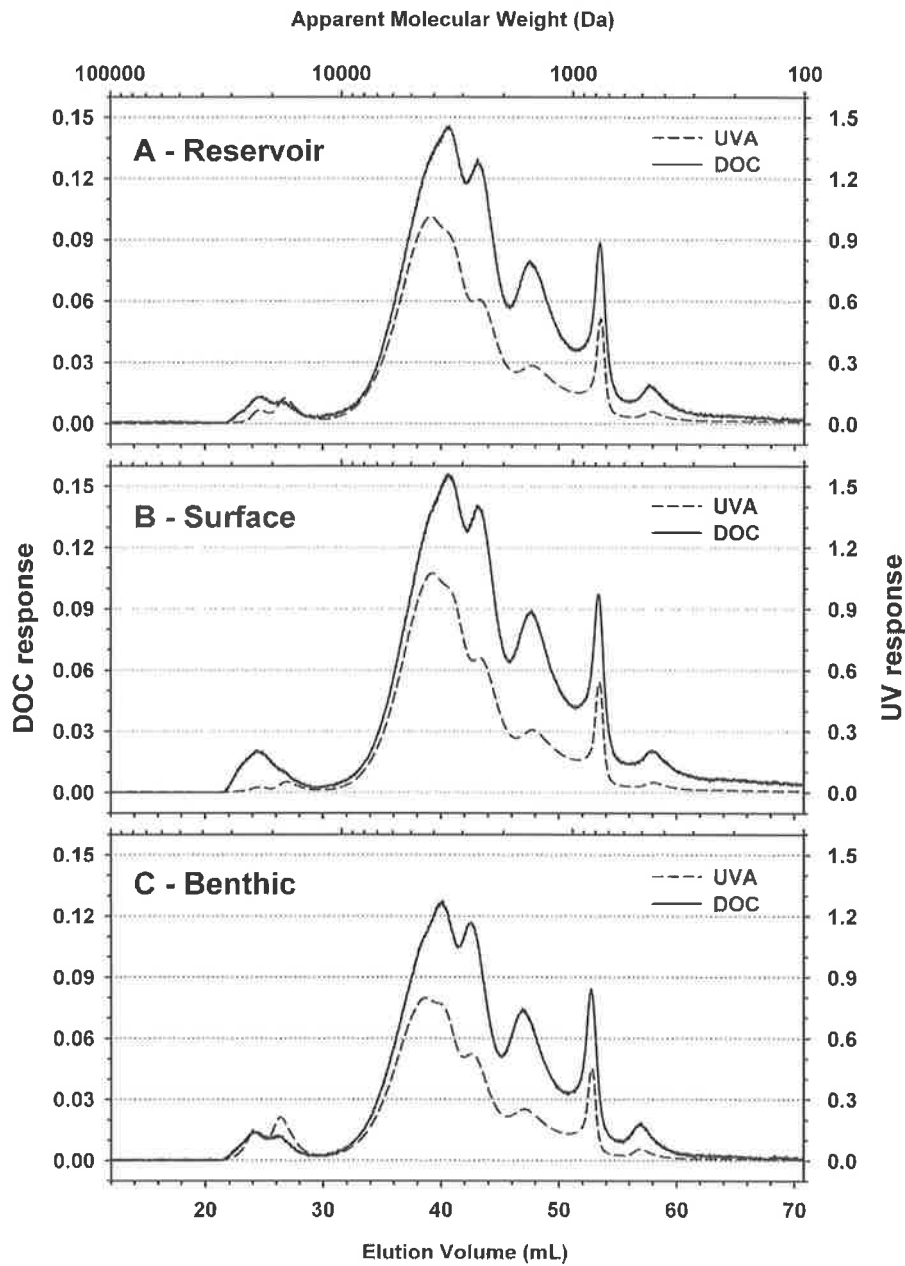 Apparent Molecular Weight (Da)
100000 10000 1000 100
0.15 1.5
A - Reservoir
UVA
DOC
0.12 1.2
0.09 0.9
0.06 0.6
0.03 0.3
0.00 0.0
0.15 1.5
B - Surface
UVA
DOC
0.12 1.2
0.09 0.9
0.06 0.6
0.03 0.3
0.00 0.0
DOC response
UV response
0.15 1.5
C - Benthic
UVA
DOC
0.12 1.2
0.09 0.9
0.06 0.6
0.03 0.3
0.00 0.0
20 30 40 50 60 70
Elution Volume (mL)